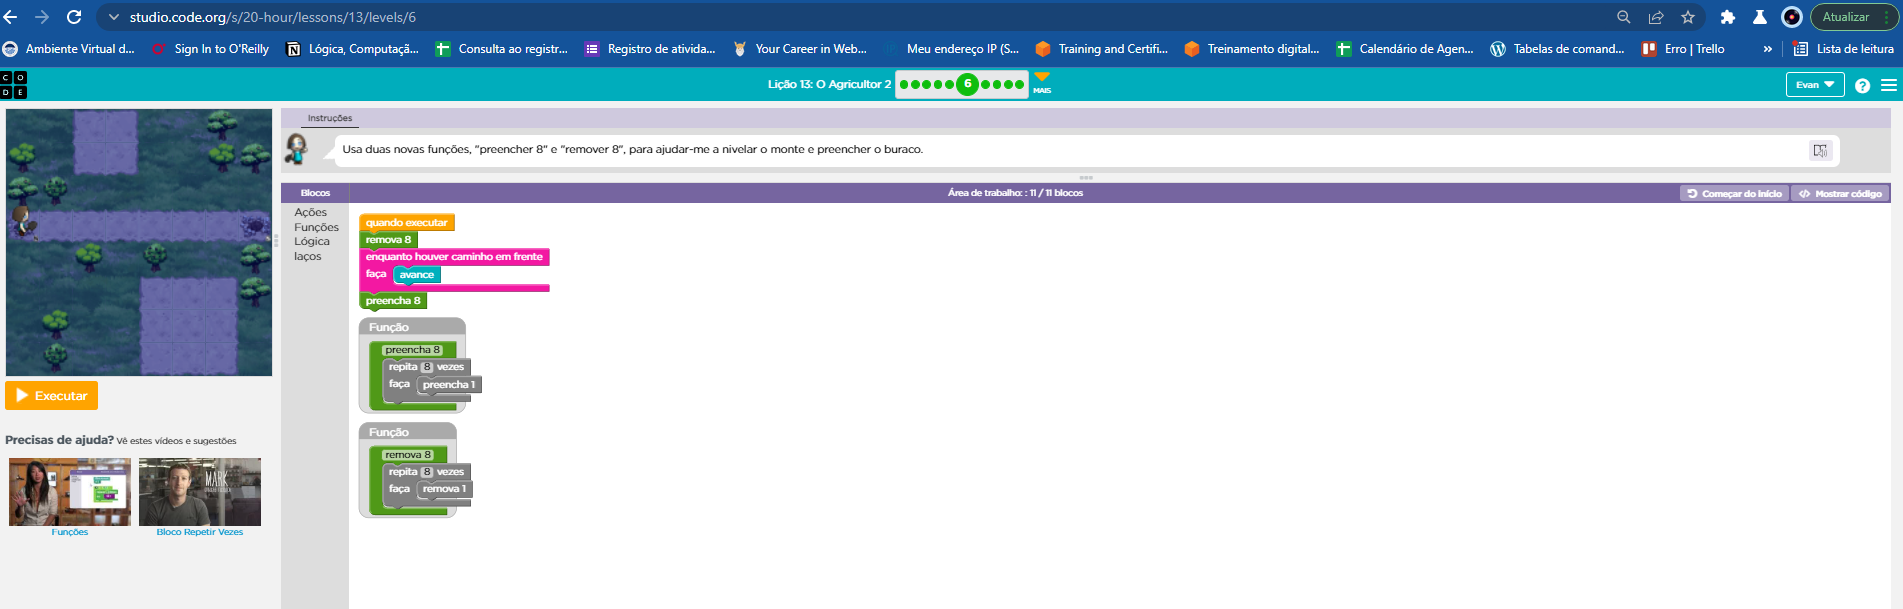 studio.code.org/s/20-hour/lessons/13/levels/6
Atualizar
Ambiente Virtual d...
Sign In to O'Reilly
Lógica, Computaçã...
Consulta ao registr...
Registro de ativida...
Your Career in Web...
Meu endereço IP (S...
Training and Certifi...
Treinamento digital...
Calendário de Agen...
Tabelas de comand...
Erro | Trello
»
Lista de leitura
C O
D E
Lição 13: O Agricultor 2
6
MAIS
Evan
?
Instruções
Usa duas novas funções, "preencher 8" e "remover 8", para ajudar-me a nivelar o monte e preencher o buraco.
Blocos
Área de trabalho: : 11 / 11 blocos
Começar do início
</> Mostrar código
Ações
Funções
Lógica
laços
quando executar
remova 8
enquanto houver caminho em frente
faça avance
preencha 8
Função
preencha 8
repita 8 vezes
faça preencha 1
Função
remova 8
repita 8 vezes
faça remova 1
Executar
Precisas de ajuda? Vê estes vídeos e sugestões
MARK
Funções
Bloco Repetir Vezes